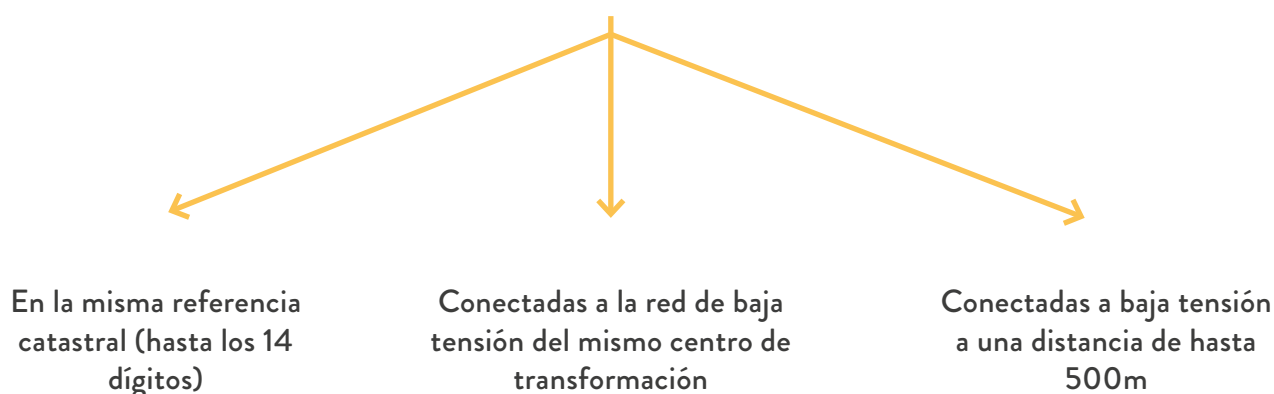 En la misma referencia
catastral (hasta los 14
dígitos)
Conectadas a la red de baja
tensión del mismo centro de
transformación
Conectadas a baja tensión
a una distancia de hasta
500m